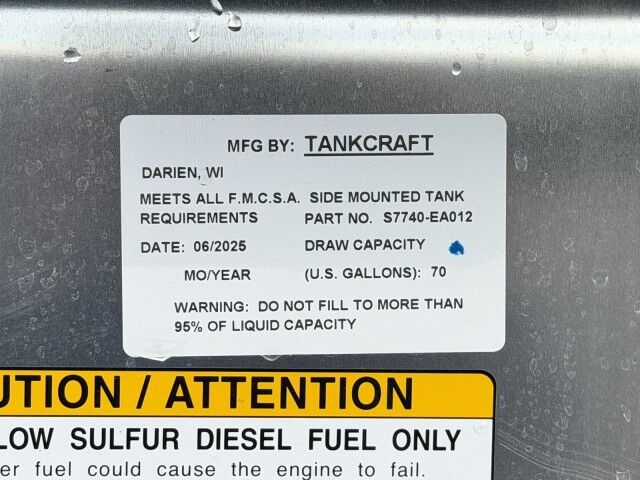 MFG BY: TANKCRAFT
DARIEN, WI
MEETS ALL F.M.C.S.A. SIDE MOUNTED TANK
REQUIREMENTS PART NO. S7740-EA012
DATE: 06/2025 DRAW CAPACITY
MO/YEAR (U.S. GALLONS): 70
WARNING: DO NOT FILL TO MORE THAN
95% OF LIQUID CAPACITY
/ ATTENTION
LOW SULFUR DIESEL FUEL ONLY
fuel could cause the engine to fail.